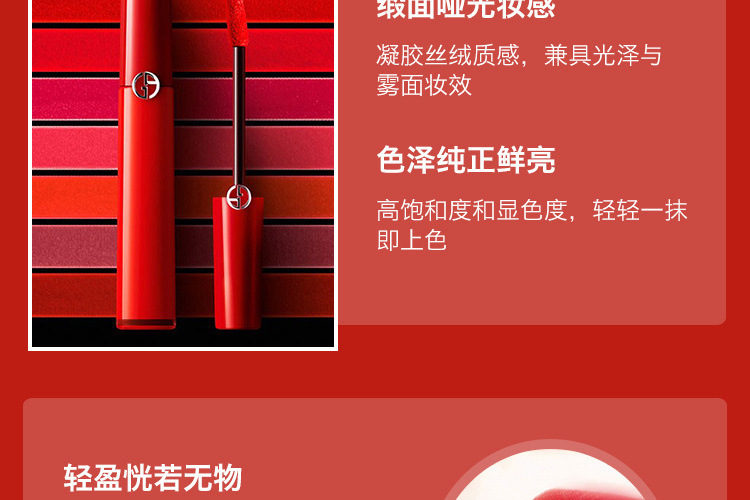 缎面哑光妆感
凝胶丝绒质感，兼具光泽与
雾面妆效
色泽纯正鲜亮
高饱和度和显色度，轻轻一抹
即上色
轻盈恍若无物